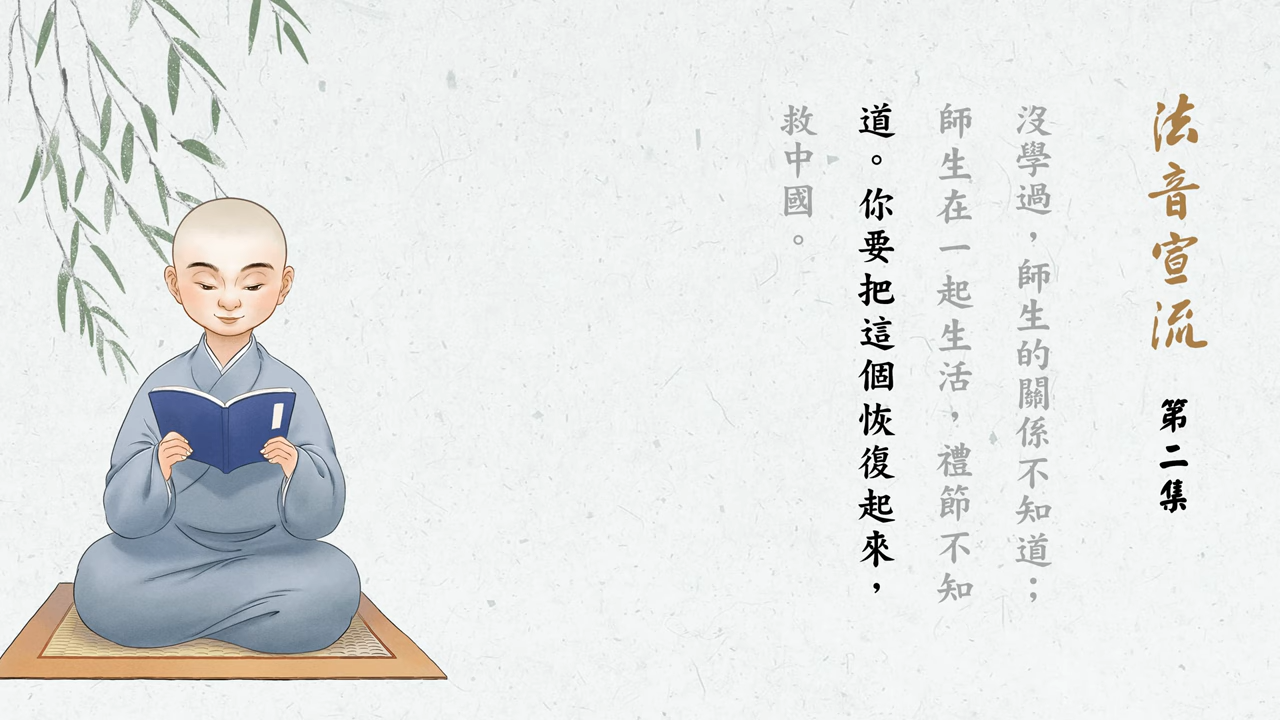 法音宣流
第二集
沒學過，師生的關係不知道；
師生在一起生活，禮節不知
道。你要把這個恢復起來，
救中國。